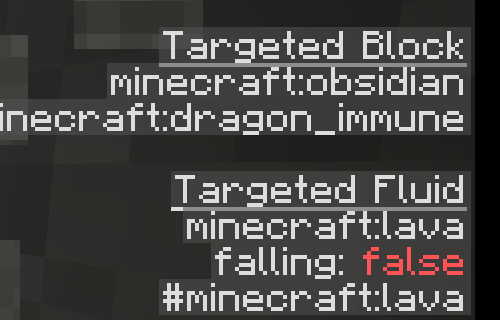 Targeted Block
minecraft:obsidian
inecraft:dragon_immune
Targeted Fluid
minecraft:lava
falling: false
#minecraft:lava